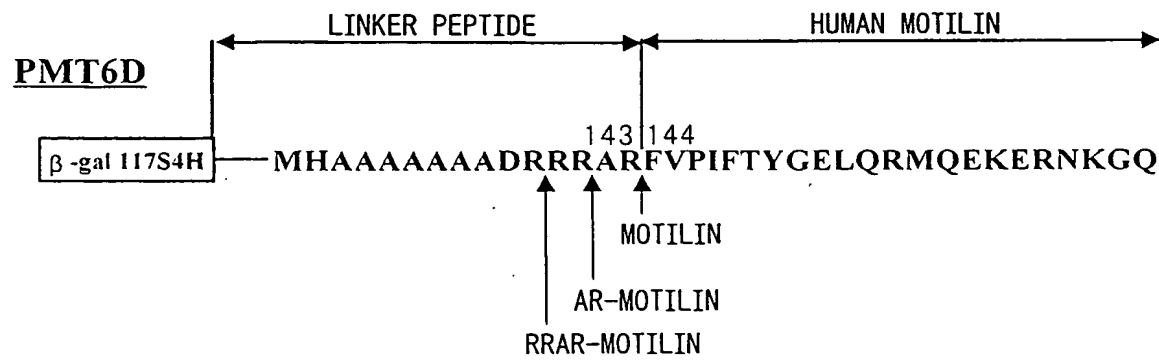 LINKER PEPTIDE HUMAN MOTILIN
PMT6D
143 144
β-gal 117S4H MHAAAAAAADRRRARFVPIFTYGELQRMQEKERNKGQ
MOTILIN
AR-MOTILIN
RRAR-MOTILIN